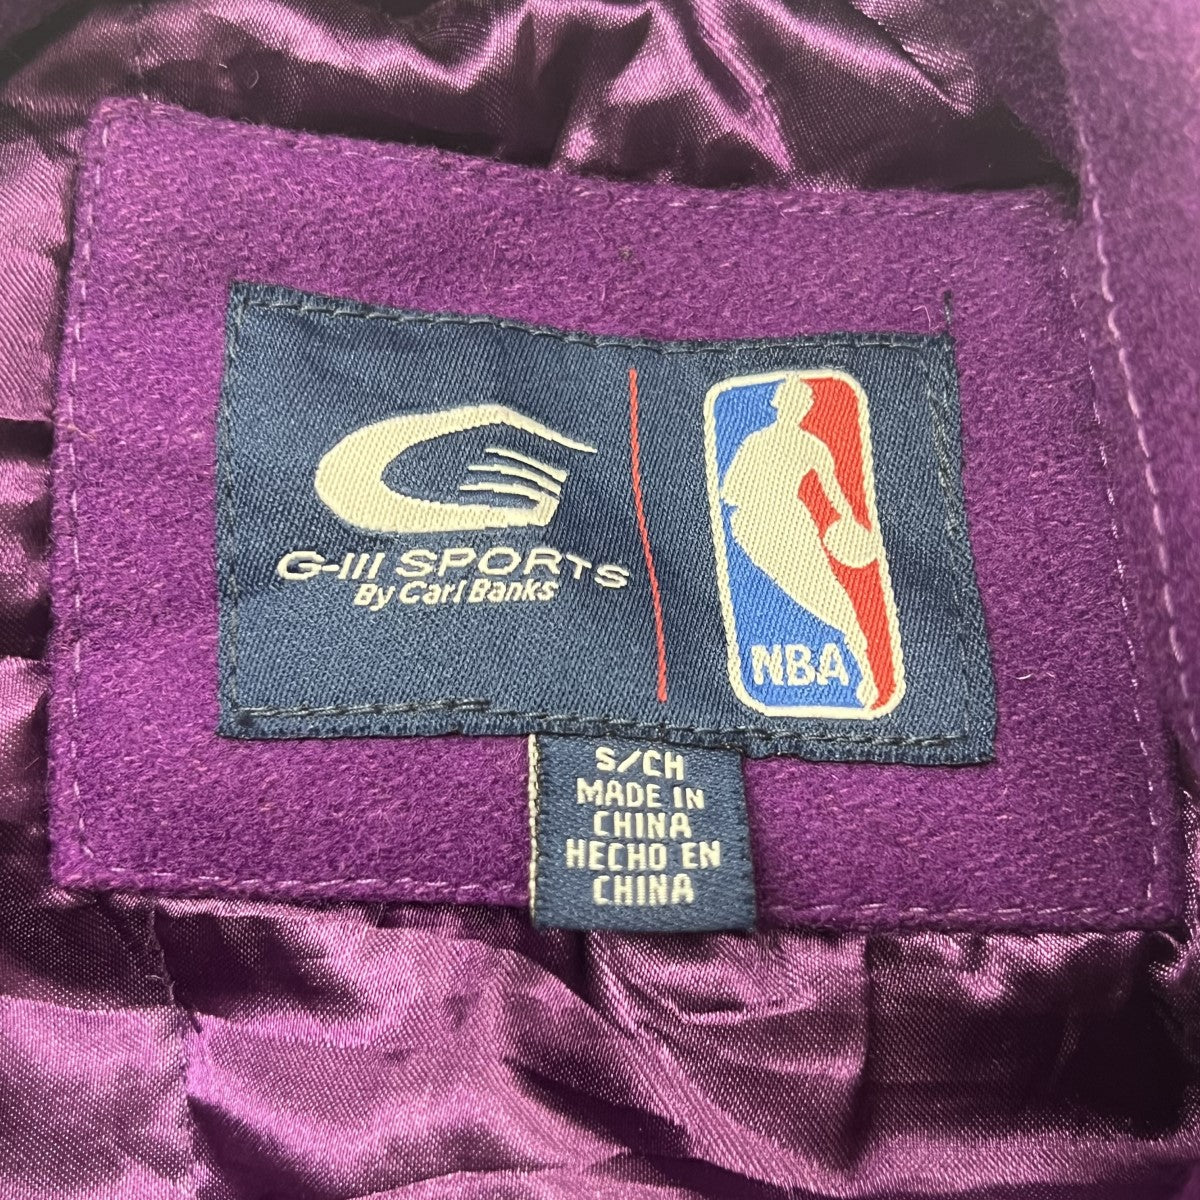 G-III SPORTS
By Carl Banks
NBA
S/CH
MADE IN
CHINA
HECHO EN
CHINA